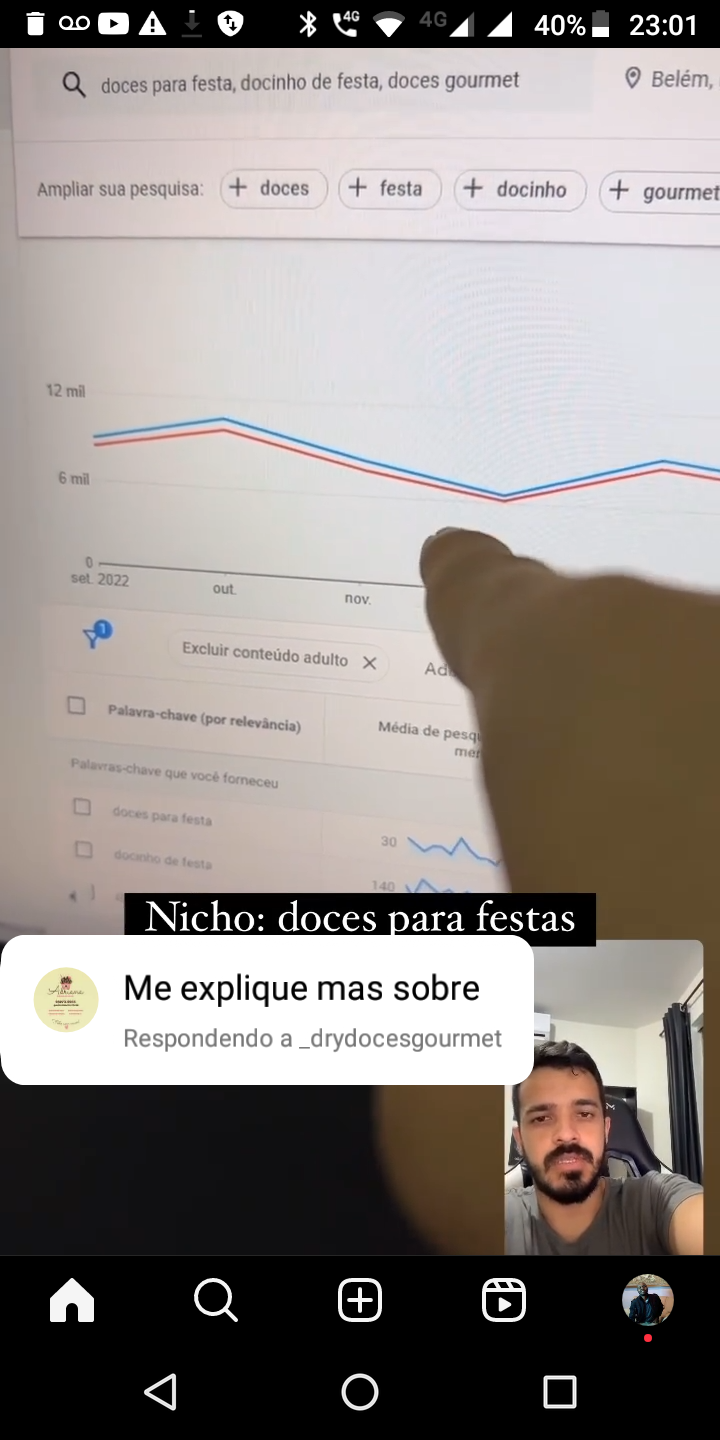 4G
4G
40%
23:01
doces para festa, docinho de festa, doces gourmet
Belém,
Ampliar sua pesquisa:
+ doces
+ festa
+ docinho
+ gourmet
12 mil
6 mil
0
set. 2022
out.
nov.
1
Excluir conteúdo adulto
Palavra-chave (por relevância)
Média de
Palavras-chave que você forneceu
doces para festa
30
docinho de festa
140
Nicho: doces para festas
Me explique mas sobre
Respondendo a _drydocesgourmet